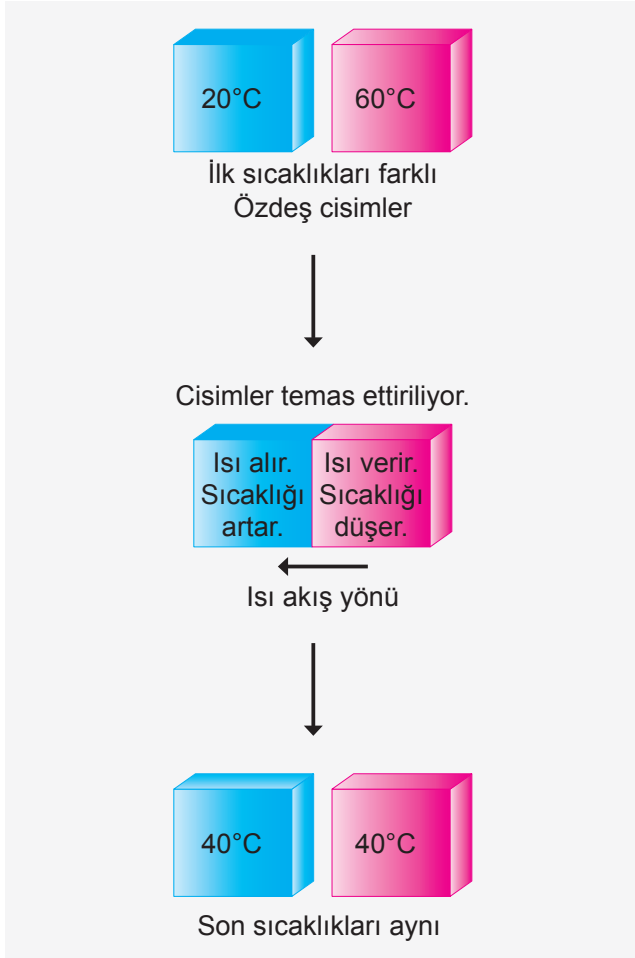 20°C
60°C
İlk sıcaklıkları farklı
Özdeş cisimler
Cisimler temas ettiriliyor.
Isı alır.
Sıcaklığı
artar.
Isı verir.
Sıcaklığı
düşer.
Isı akış yönü
40°C
40°C
Son sıcaklıkları aynı